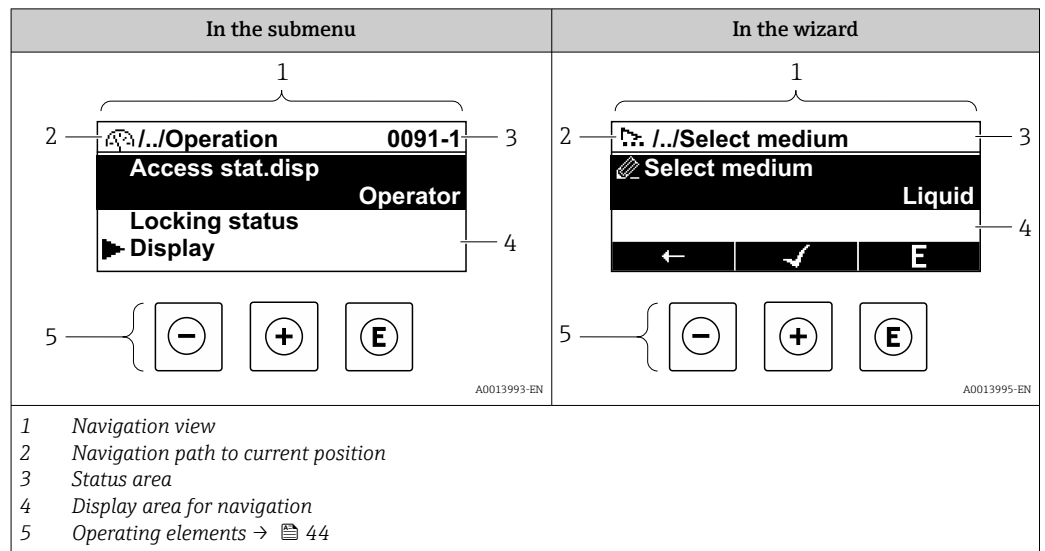 In the submenu
In the wizard
1
2
/../Operation 0091-1
3
Access stat.disp
Operator
Locking status
Display
4
5
- + E
A0013993-EN
1
2
/../Select medium
3
Select medium
Liquid
4
← ✓ E
5
- + E
A0013995-EN
1 Navigation view
2 Navigation path to current position
3 Status area
4 Display area for navigation
5 Operating elements → 44